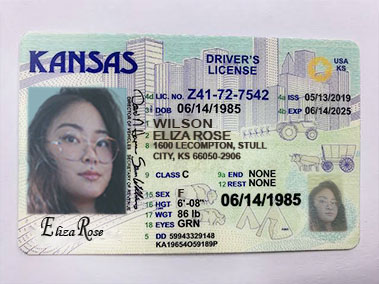 KANSAS
DRIVER'S
LICENSE
USA
KS
4d LIC. NO. Z41-72-7542
4a ISS 05/13/2019
3 DOB 06/14/1985
4b EXP 06/14/2025
1 WILSON
2 ELIZA ROSE
8 1600 LECOMPTON, STULL
CITY, KS 66050-2906
9 CLASS C
9a END NONE
12 REST NONE
15 SEX F
16 HGT 6'-08"
06/14/1985
17 WGT 86 lb
18 EYES GRN
5 DD 59943329148
KA19654O59189P
Eliza Rose